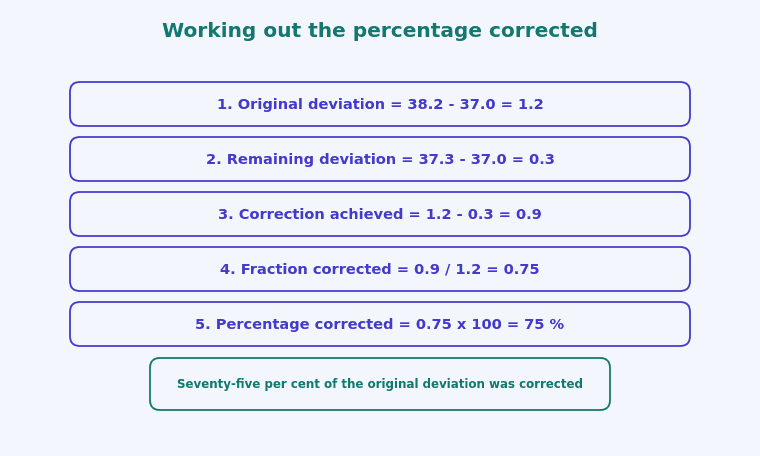 Working out the percentage corrected
1. Original deviation = 38.2 - 37.0 = 1.2
2. Remaining deviation = 37.3 - 37.0 = 0.3
3. Correction achieved = 1.2 - 0.3 = 0.9
4. Fraction corrected = 0.9 / 1.2 = 0.75
5. Percentage corrected = 0.75 x 100 = 75 %
Seventy-five per cent of the original deviation was corrected